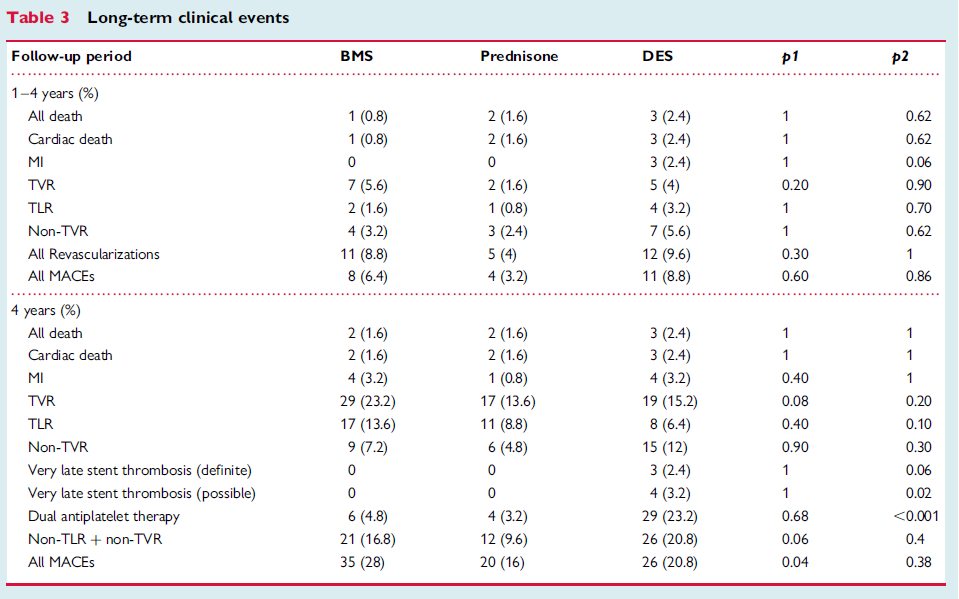 Table 3 Long-term clinical events
Follow-up period BMS Prednisone DES p1 p2
1–4 years (%)
All death 1 (0.8) 2 (1.6) 3 (2.4) 1 0.62
Cardiac death 1 (0.8) 2 (1.6) 3 (2.4) 1 0.62
MI 0 0 3 (2.4) 1 0.06
TVR 7 (5.6) 2 (1.6) 5 (4) 0.20 0.90
TLR 2 (1.6) 1 (0.8) 4 (3.2) 1 0.70
Non-TVR 4 (3.2) 3 (2.4) 7 (5.6) 1 0.62
All Revascularizations 11 (8.8) 5 (4) 12 (9.6) 0.30 1
All MACEs 8 (6.4) 4 (3.2) 11 (8.8) 0.60 0.86
4 years (%)
All death 2 (1.6) 2 (1.6) 3 (2.4) 1 1
Cardiac death 2 (1.6) 2 (1.6) 3 (2.4) 1 1
MI 4 (3.2) 1 (0.8) 4 (3.2) 0.40 1
TVR 29 (23.2) 17 (13.6) 19 (15.2) 0.08 0.20
TLR 17 (13.6) 11 (8.8) 8 (6.4) 0.40 0.10
Non-TVR 9 (7.2) 6 (4.8) 15 (12) 0.90 0.30
Very late stent thrombosis (definite) 0 0 3 (2.4) 1 0.06
Very late stent thrombosis (possible) 0 0 4 (3.2) 1 0.02
Dual antiplatelet therapy 6 (4.8) 4 (3.2) 29 (23.2) 0.68 <0.001
Non-TLR + non-TVR 21 (16.8) 12 (9.6) 26 (20.8) 0.06 0.4
All MACEs 35 (28) 20 (16) 26 (20.8) 0.04 0.38